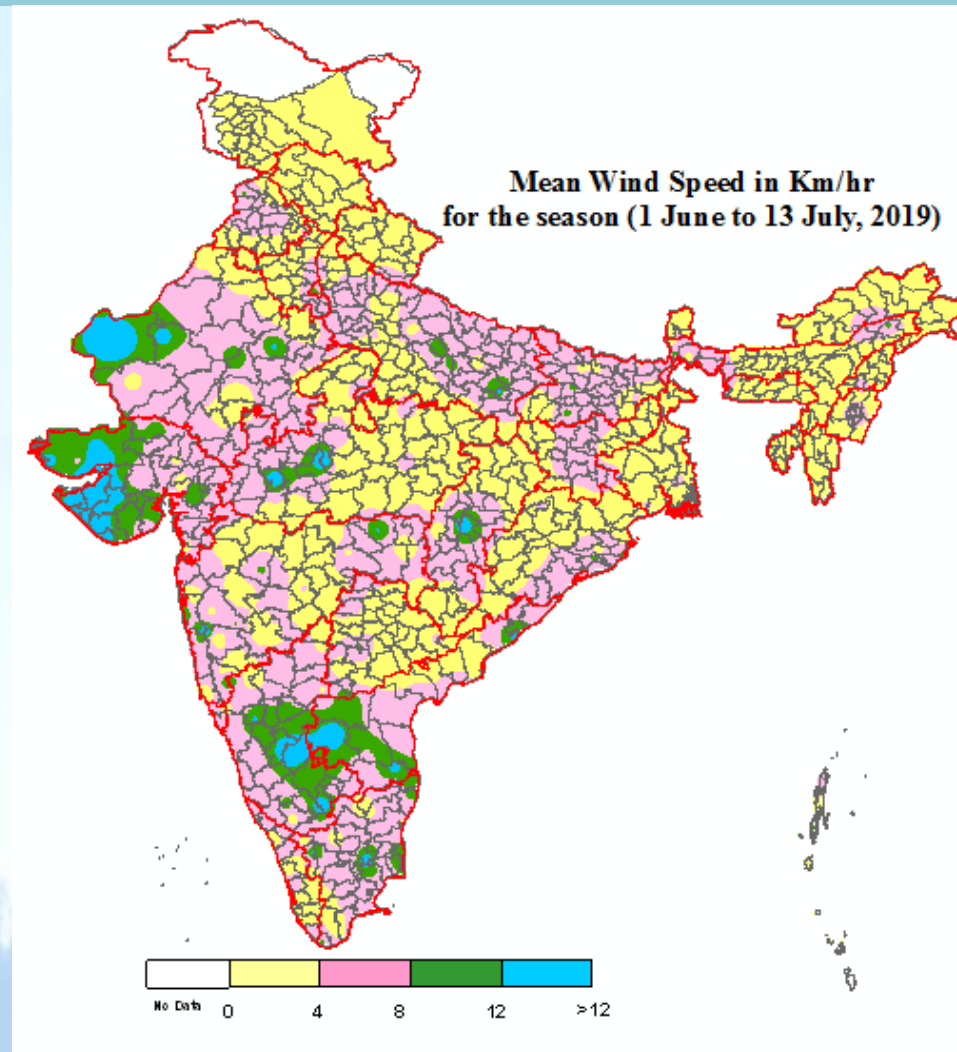 Mean Wind Speed in Km/hr
for the season (1 June to 13 July, 2019)
No Data 0 4 8 12 >12